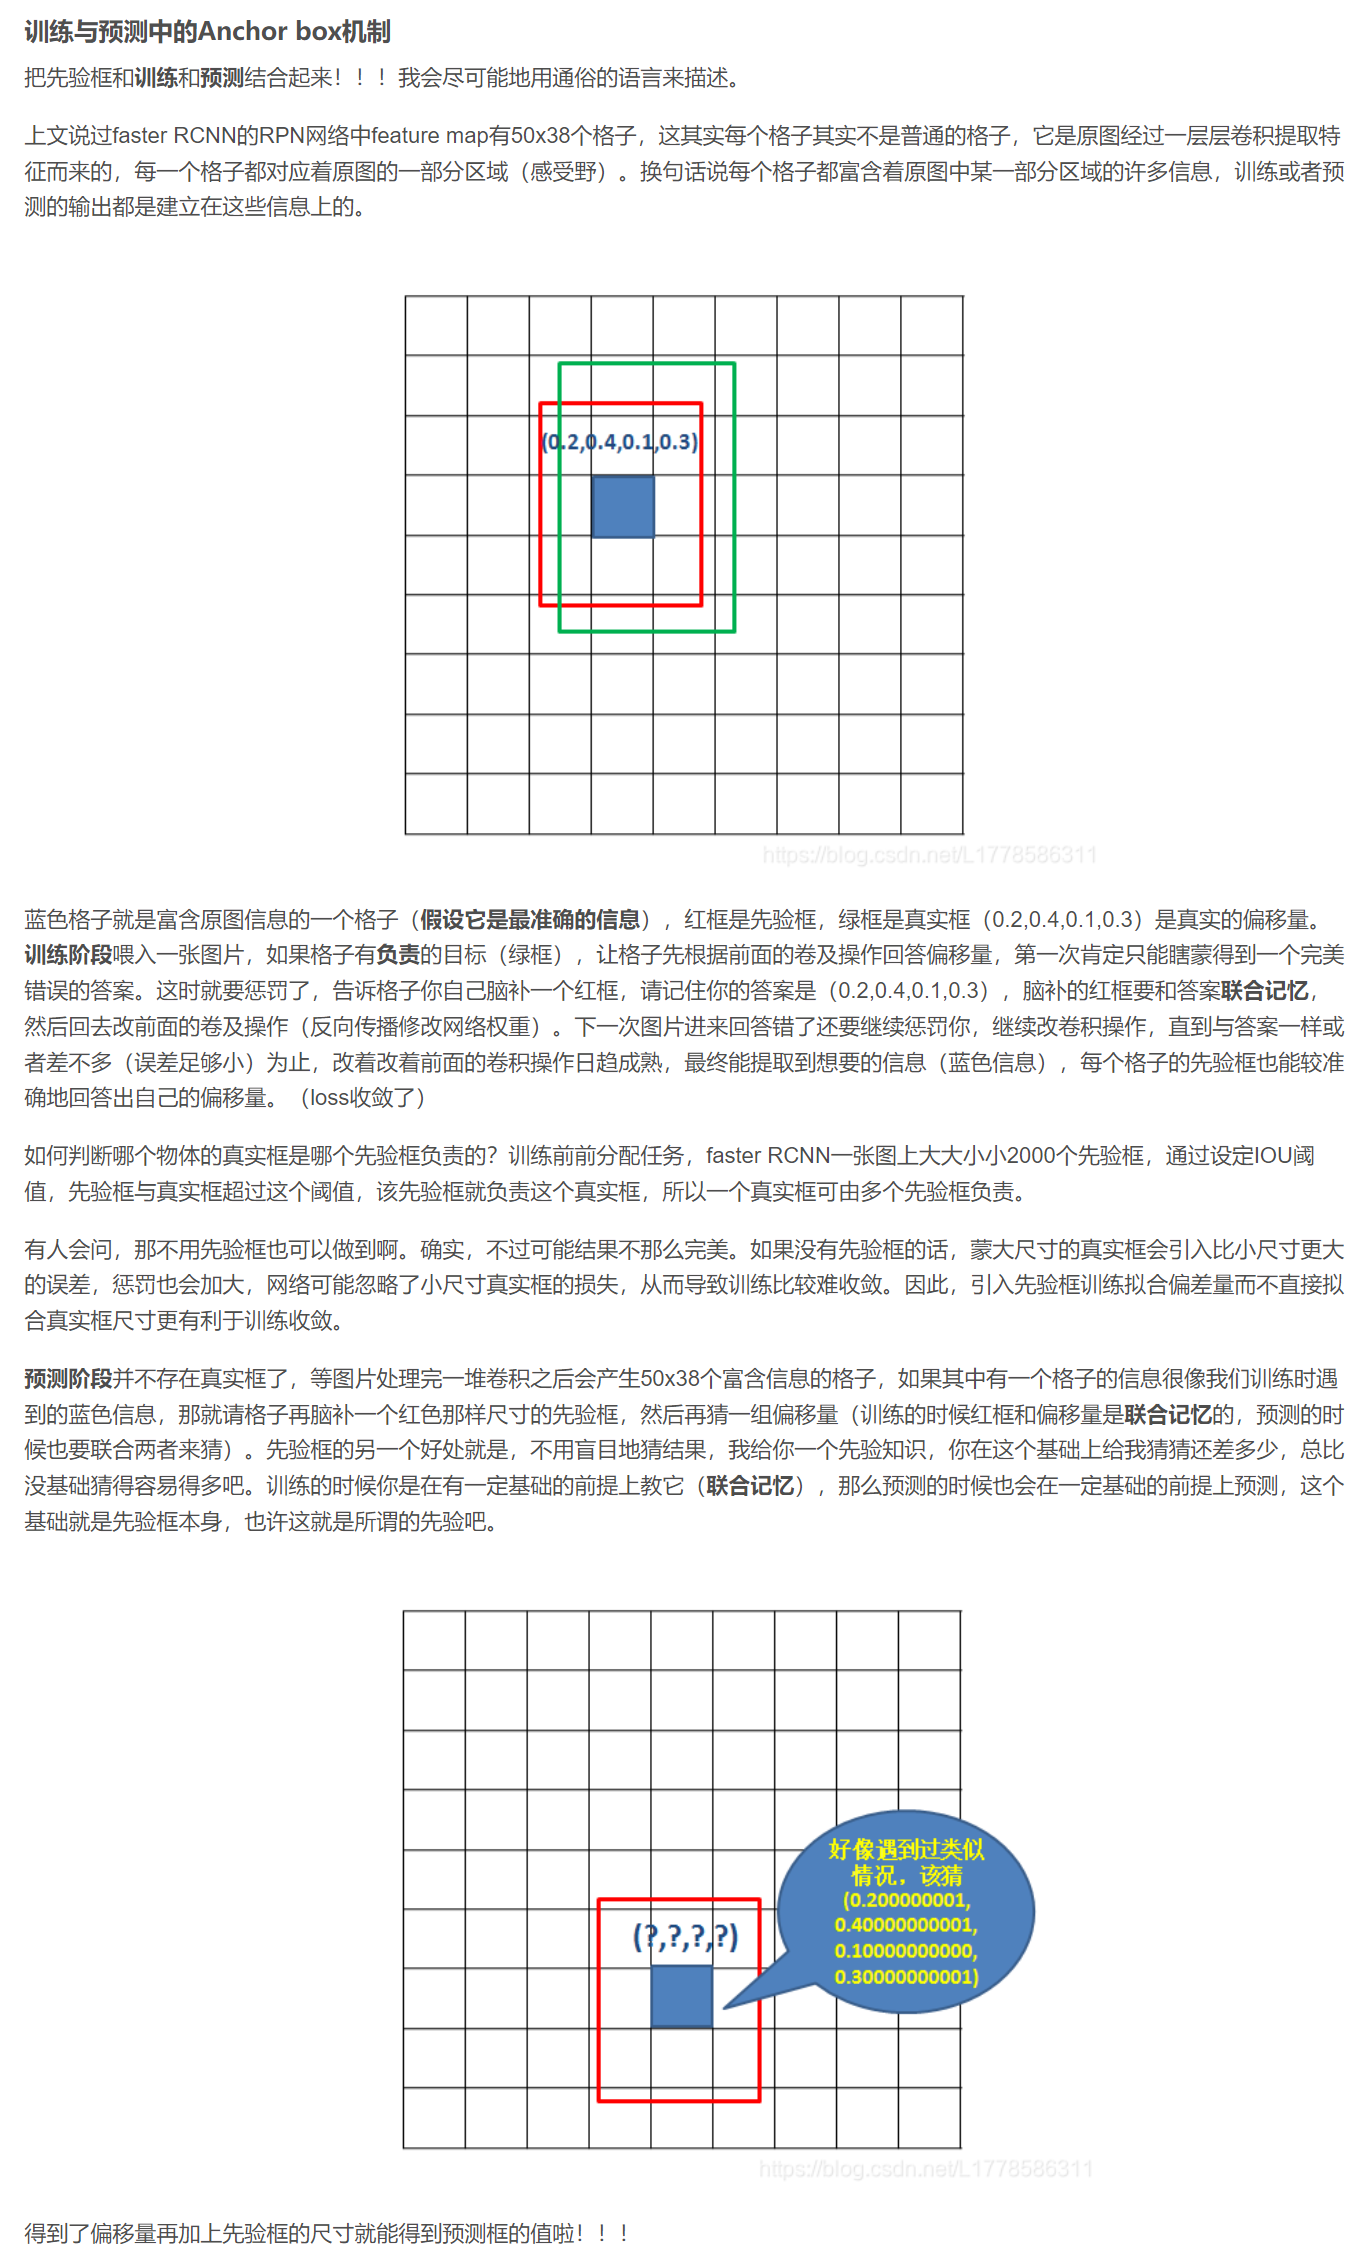 训练与预测中的Anchor box机制
把先验框和训练和预测结合起来！！！我会尽可能地用通俗的语言来描述。
上文说过faster RCNN的RPN网络中feature map有50x38个格子，这其实每个格子其实不是普通的格子，它是原图经过一层层卷积提取特
征而来的，每一个格子都对应着原图的一部分区域（感受野）。换句话说每个格子都富含着原图中某一部分区域的许多信息，训练或者预
测的输出都是建立在这些信息上的。
(0.2,0.4,0.1,0.3)
https://blog.csdn.net/L1778586311
蓝色格子就是富含原图信息的一个格子（假设它是最准确的信息），红框是先验框，绿框是真实框（0.2,0.4,0.1,0.3）是真实的偏移量。
训练阶段喂入一张图片，如果格子有负责的目标（绿框），让格子先根据前面的卷及操作回答偏移量，第一次肯定只能瞎蒙得到一个完美
错误的答案。这时就要惩罚了，告诉格子你自己脑补一个红框，请记住你的答案是（0.2,0.4,0.1,0.3），脑补的红框要和答案联合记忆，
然后回去改前面的卷及操作（反向传播修改网络权重）。下一次图片进来回答错了还要继续惩罚你，继续改卷积操作，直到与答案一样或
者差不多（误差足够小）为止，改着改着前面的卷积操作日趋成熟，最终能提取到想要的信息（蓝色信息），每个格子的先验框也能较准
确地回答出自己的偏移量。（loss收敛了）
如何判断哪个物体的真实框是哪个先验框负责的？训练前前分配任务，faster RCNN一张图上大大小小2000个先验框，通过设定IOU阈
值，先验框与真实框超过这个阈值，该先验框就负责这个真实框，所以一个真实框可由多个先验框负责。
有人会问，那不用先验框也可以做到啊。确实，不过可能结果不那么完美。如果没有先验框的话，蒙大尺寸的真实框会引入比小尺寸更大
的误差，惩罚也会加大，网络可能忽略了小尺寸真实框的损失，从而导致训练比较难收敛。因此，引入先验框训练拟合偏差量而不直接拟
合真实框尺寸更有利于训练收敛。
预测阶段并不存在真实框了，等图片处理完一堆卷积之后会产生50x38个富含信息的格子，如果其中有一个格子的信息很像我们训练时遇
到的蓝色信息，那就请格子再脑补一个红色那样尺寸的先验框，然后再猜一组偏移量（训练的时候红框和偏移量是联合记忆的，预测的时
候也要联合两者来猜）。先验框的另一个好处就是，不用盲目地猜结果，我给你一个先验知识，你在这个基础上给我猜猜还差多少，总比
没基础猜得容易得多吧。训练的时候你是在有一定基础的前提上教它（联合记忆），那么预测的时候也会在一定基础的前提上预测，这个
基础就是先验框本身，也许这就是所谓的先验吧。
好像遇到过类似
情况，该猜
(0.200000001,
0.40000000001,
0.10000000000,
0.30000000001)
(?,?,?,?)
https://blog.csdn.net/L1778586311
得到了偏移量再加上先验框的尺寸就能得到预测框的值啦！！！